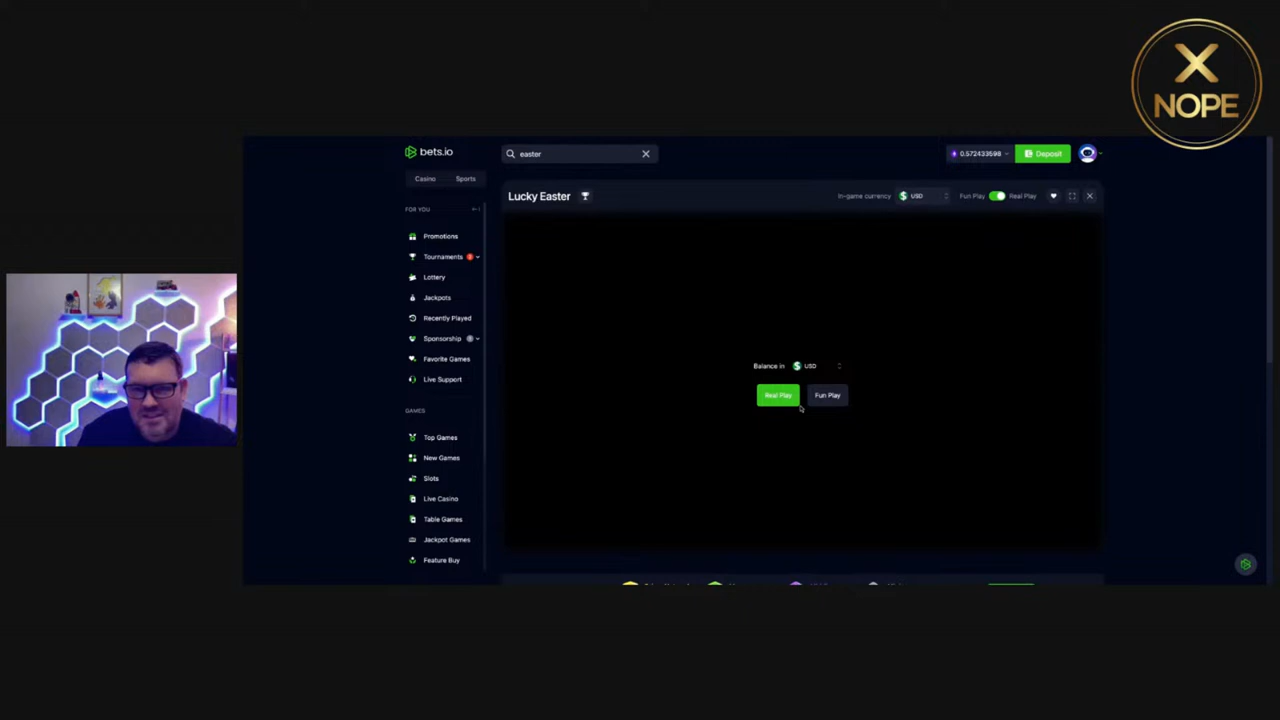 X
NOPE
bets.io
easter
0.572433598
Deposit
Casino
Sports
Lucky Easter
In-game currency
USD
Fun Play
Real Play
FOR YOU
Promotions
Tournaments
Lottery
Jackpots
Recently Played
Sponsorship
Favorite Games
Live Support
Balance in
USD
Real Play
Fun Play
GAMES
Top Games
New Games
Slots
Live Casino
Table Games
Jackpot Games
Feature Buy